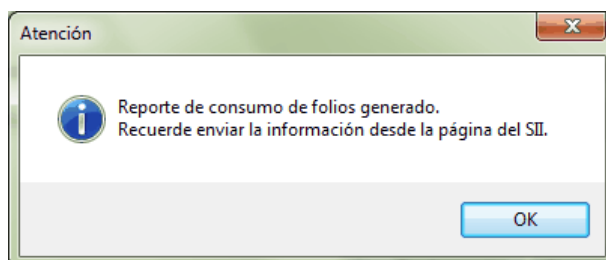 Atención
Reporte de consumo de folios generado.
Recuerde enviar la información desde la página del SII.
OK